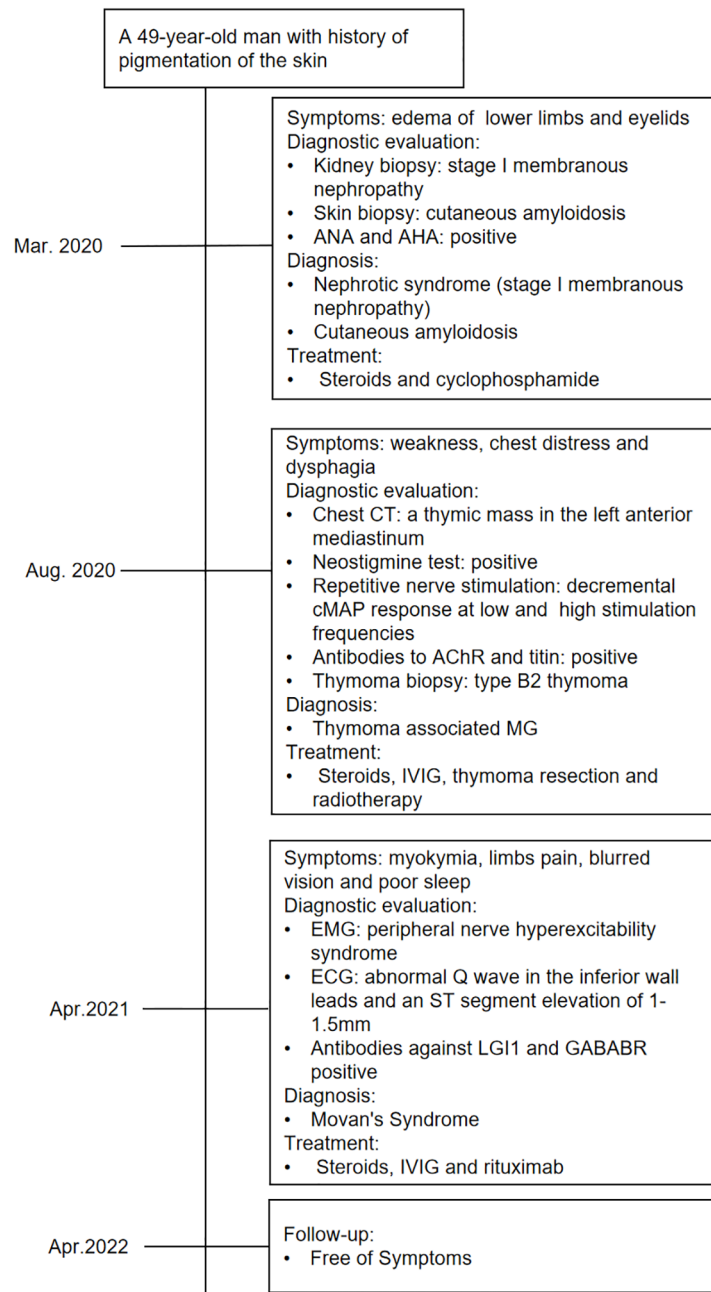 A 49-year-old man with history of
pigmentation of the skin
Mar. 2020
Symptoms: edema of lower limbs and eyelids
Diagnostic evaluation:
• Kidney biopsy: stage I membranous
nephropathy
• Skin biopsy: cutaneous amyloidosis
• ANA and AHA: positive
Diagnosis:
• Nephrotic syndrome (stage I membranous
nephropathy)
• Cutaneous amyloidosis
Treatment:
• Steroids and cyclophosphamide
Aug. 2020
Symptoms: weakness, chest distress and
dysphagia
Diagnostic evaluation:
• Chest CT: a thymic mass in the left anterior
mediastinum
• Neostigmine test: positive
• Repetitive nerve stimulation: decremental
cMAP response at low and high stimulation
frequencies
• Antibodies to AChR and titin: positive
• Thymoma biopsy: type B2 thymoma
Diagnosis:
• Thymoma associated MG
Treatment:
• Steroids, IVIG, thymoma resection and
radiotherapy
Apr.2021
Symptoms: myokymia, limbs pain, blurred
vision and poor sleep
Diagnostic evaluation:
• EMG: peripheral nerve hyperexcitability
syndrome
• ECG: abnormal Q wave in the inferior wall
leads and an ST segment elevation of 1-
1.5mm
• Antibodies against LGI1 and GABABR
positive
Diagnosis:
• Movan's Syndrome
Treatment:
• Steroids, IVIG and rituximab
Apr.2022
Follow-up:
• Free of Symptoms